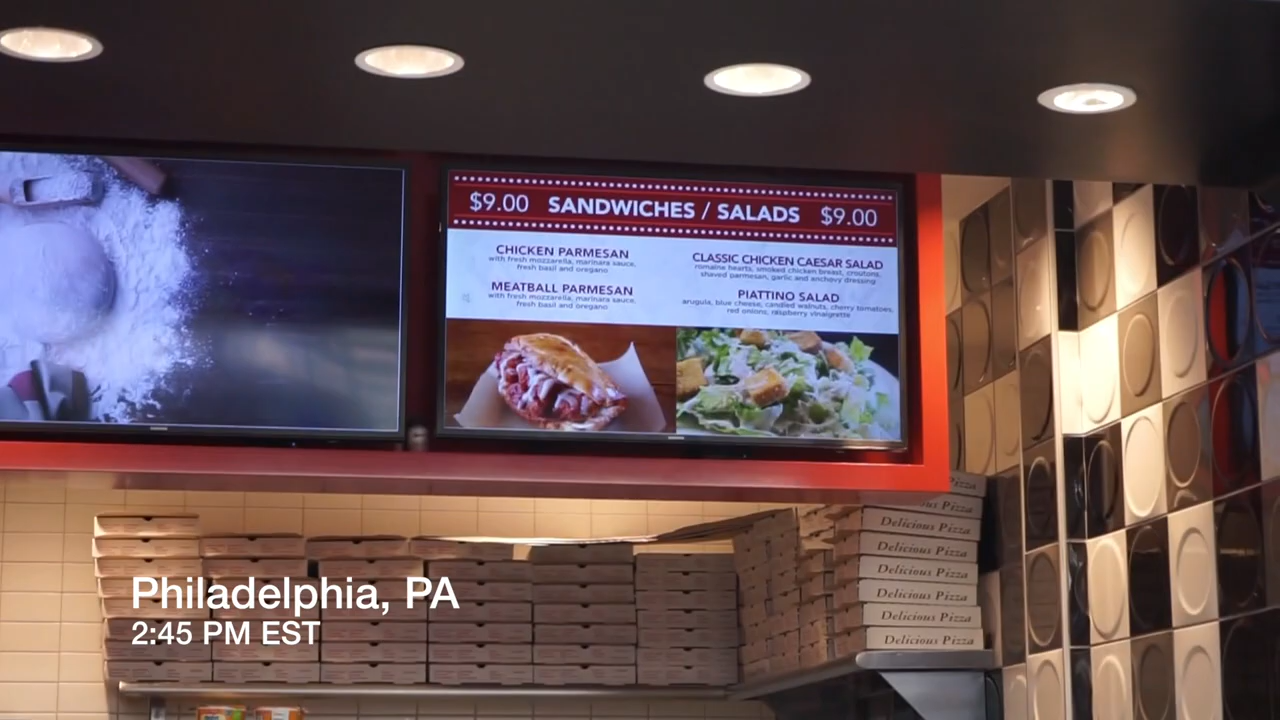 $9.00 SANDWICHES / SALADS $9.00
CHICKEN PARMESAN
with fresh mozzarella, marinara sauce,
fresh basil and oregano
MEATBALL PARMESAN
with fresh mozzarella, marinara sauce,
fresh basil and oregano
CLASSIC CHICKEN CAESAR SALAD
romaine hearts, smoked chicken breast, croutons,
shaved parmesan, garlic and anchovy dressing
PIATTINO SALAD
arugula, blue cheese, candied walnuts, cherry tomatoes,
red onions, raspberry vinaigrette
Pizza
Delicious Pizza
Delicious Pizza
Delicious Pizza
Delicious Pizza
Delicious Pizza
Delicious Pizza
Delicious Pizza
Philadelphia, PA
2:45 PM EST